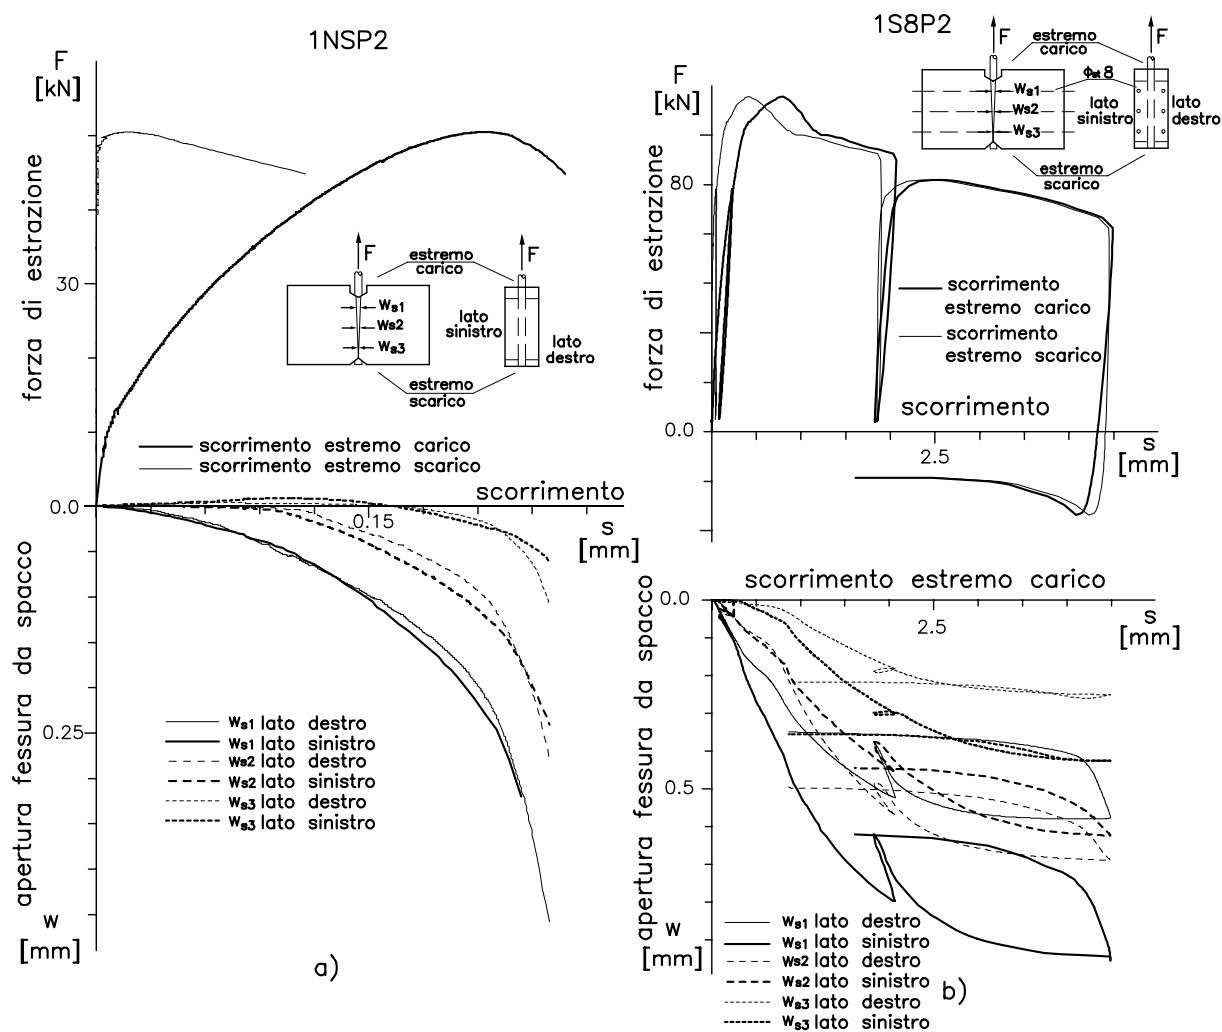 1NSP2
F
[kN]
forza di estrazione
30
F
estremo
carico
Ws1
Ws2
Ws3
lato
sinistro
lato
destro
estremo
scarico
scorrimento estremo carico
scorrimento estremo scarico
scorrimento
0.0
0.15
s
[mm]
apertura fessura da spacco
0.25
Ws1 lato destro
Ws1 lato sinistro
Ws2 lato destro
Ws2 lato sinistro
Ws3 lato destro
Ws3 lato sinistro
w
[mm]
a)
1S8P2
F
[kN]
forza di estrazione
80
F
estremo
carico
F
ϕst 8
Ws1
Ws2
Ws3
lato
sinistro
lato
destro
estremo
scarico
scorrimento
estremo carico
scorrimento
estremo scarico
scorrimento
0.0
2.5
s
[mm]
scorrimento estremo carico
0.0
2.5
s
[mm]
apertura fessura da spacco
0.5
w
[mm]
Ws1 lato destro
Ws1 lato sinistro
Ws2 lato destro
Ws2 lato sinistro
Ws3 lato destro
Ws3 lato sinistro
b)